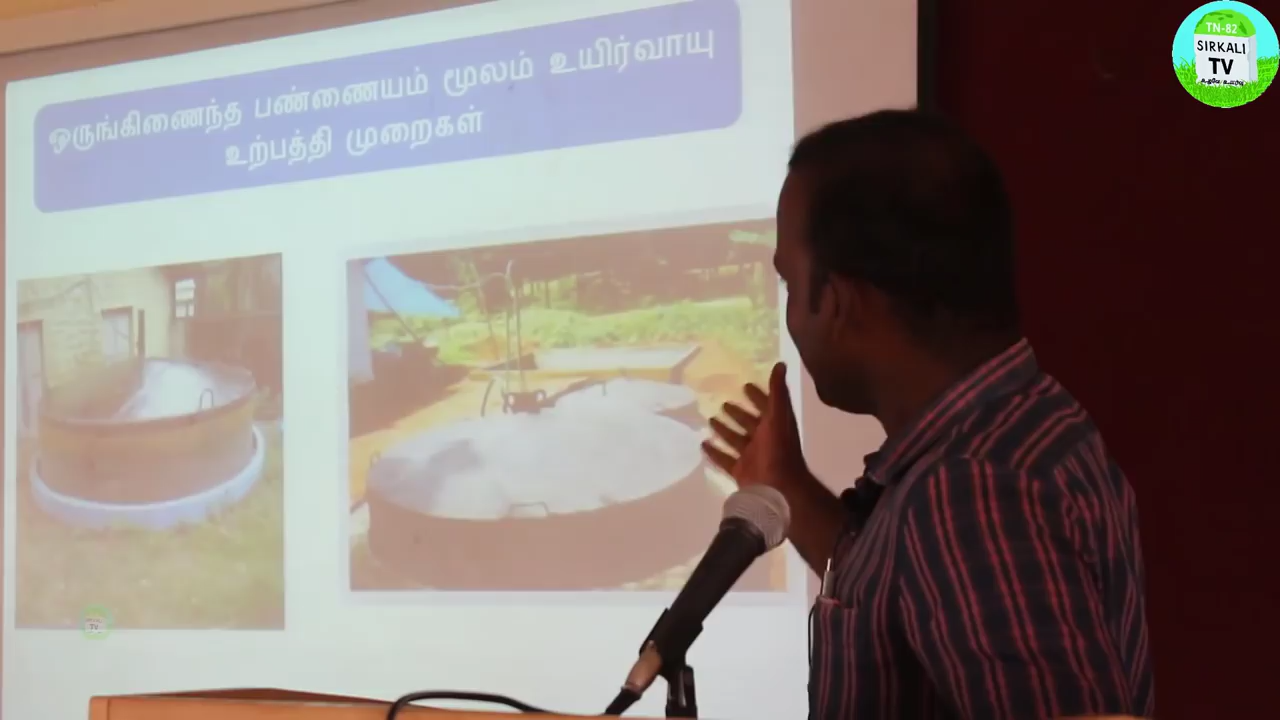 ஒருங்கிணைந்த பண்ணையம் மூலம் உயிர்வாயு
உற்பத்தி முறைகள்
TN-82
SIRKALI
TV